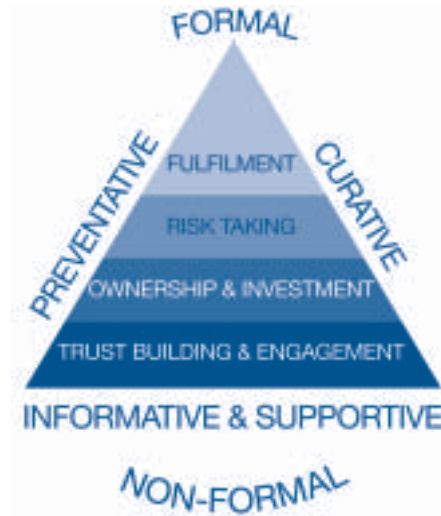 FORMAL
PREVENTATIVE
CURATIVE
FULFILMENT
RISK TAKING
OWNERSHIP & INVESTMENT
TRUST BUILDING & ENGAGEMENT
INFORMATIVE & SUPPORTIVE
NON-FORMAL